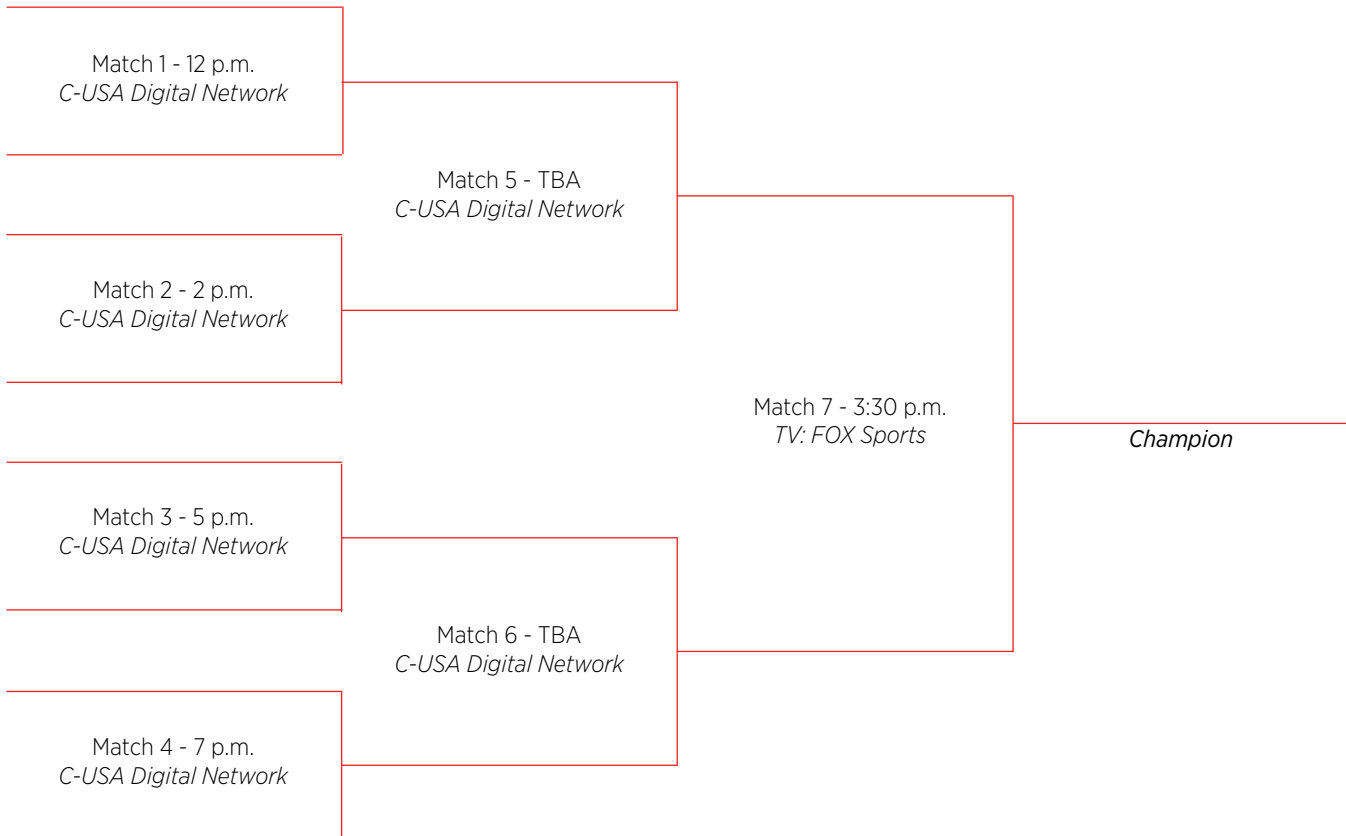 Match 1 - 12 p.m.
C-USA Digital Network
Match 5 - TBA
C-USA Digital Network
Match 2 - 2 p.m.
C-USA Digital Network
Match 7 - 3:30 p.m.
TV: FOX Sports
Champion
Match 3 - 5 p.m.
C-USA Digital Network
Match 6 - TBA
C-USA Digital Network
Match 4 - 7 p.m.
C-USA Digital Network